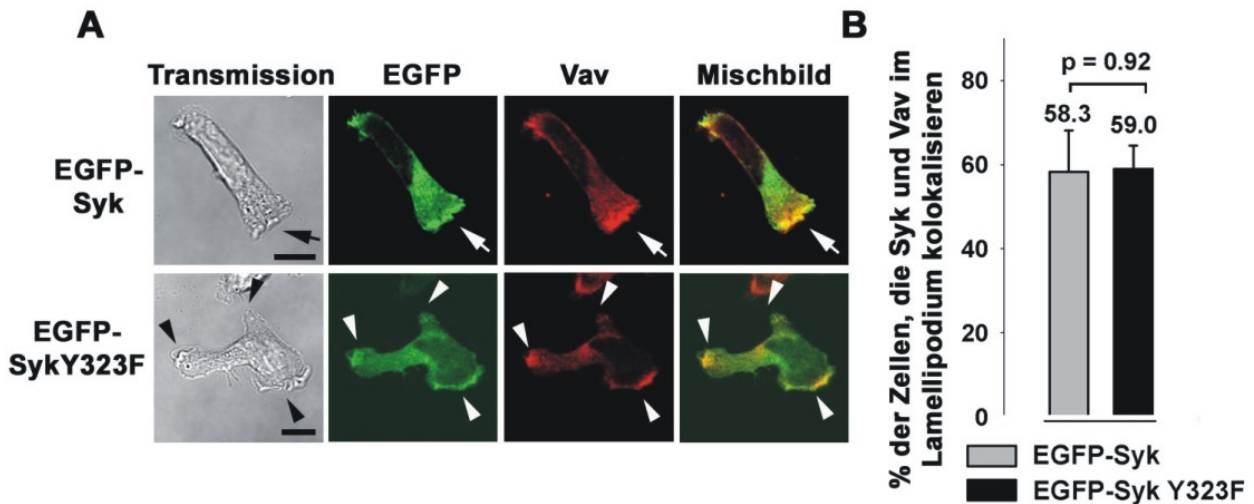 A
Transmission EGFP Vav Mischbild
EGFP-
Syk
EGFP-
SykY323F
B
% der Zellen, die Syk und Vav im
Lamellipodium kolokalisieren
80
60
40
20
0
p = 0.92
58.3
59.0
EGFP-Syk
EGFP-Syk Y323F